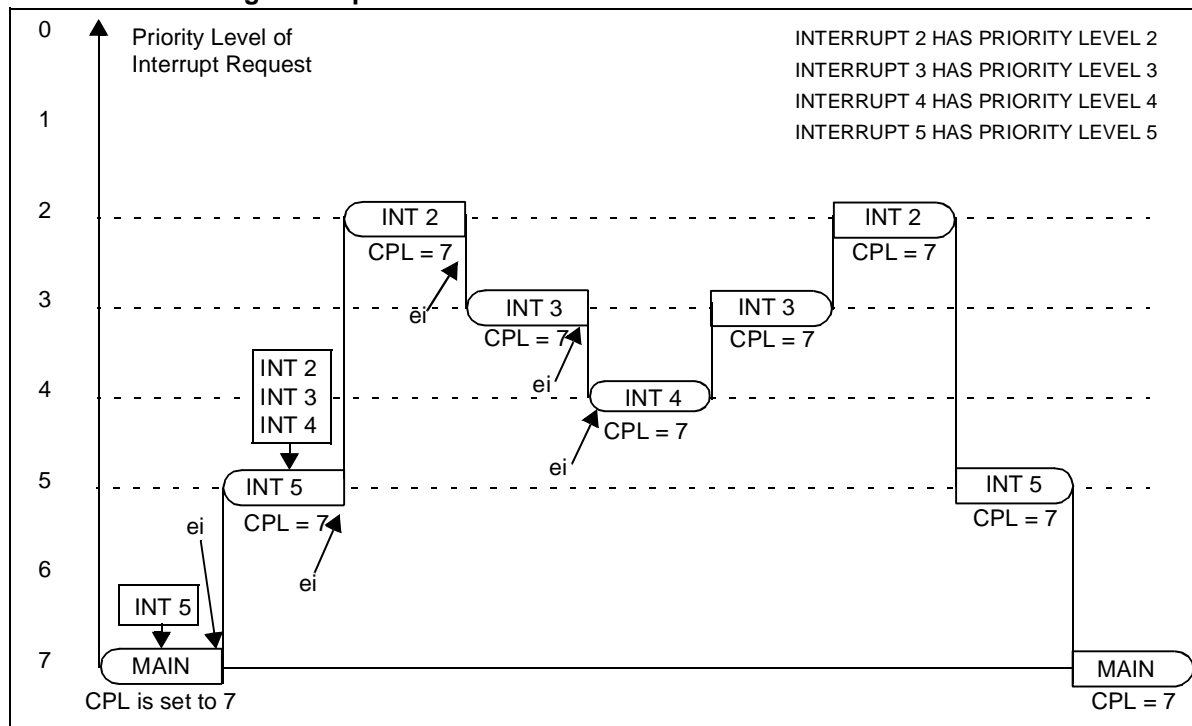 0
Priority Level of
Interrupt Request
INTERRUPT 2 HAS PRIORITY LEVEL 2
INTERRUPT 3 HAS PRIORITY LEVEL 3
INTERRUPT 4 HAS PRIORITY LEVEL 4
INTERRUPT 5 HAS PRIORITY LEVEL 5
1
2
INT 2
CPL = 7
INT 2
CPL = 7
ei
3
INT 3
CPL = 7
INT 3
CPL = 7
INT 2
INT 3
INT 4
ei
4
INT 4
CPL = 7
ei
5
INT 5
CPL = 7
INT 5
CPL = 7
ei
ei
6
INT 5
7
MAIN
CPL is set to 7
MAIN
CPL = 7